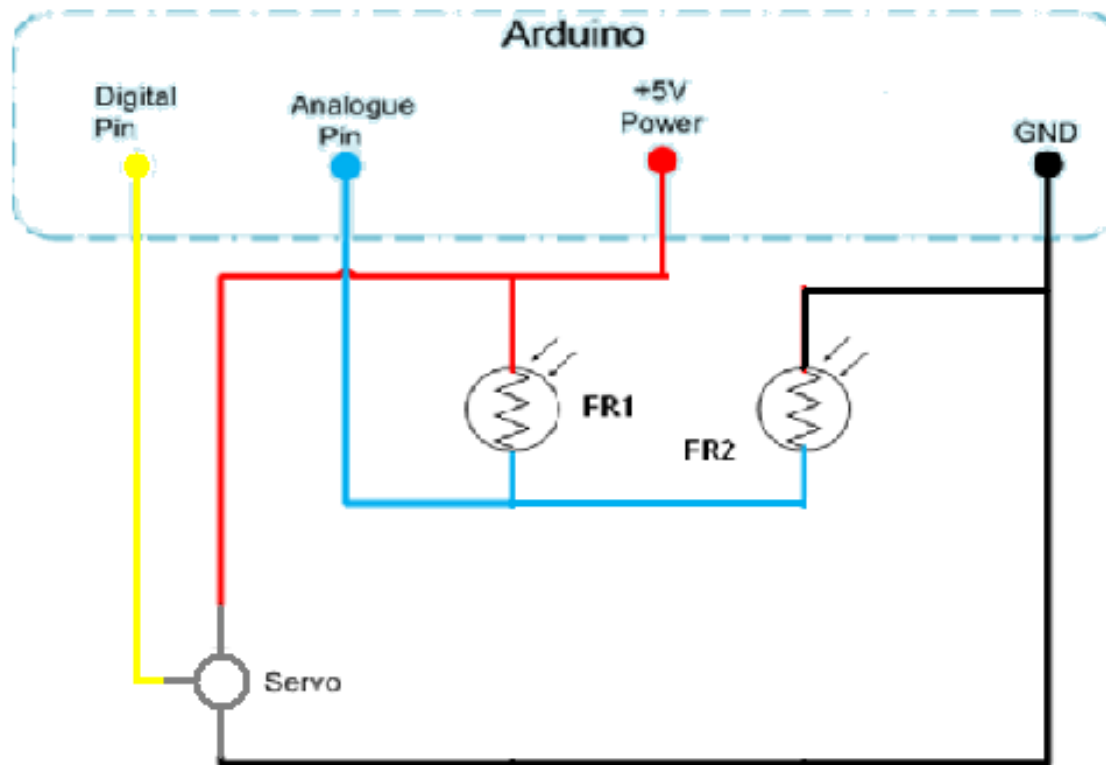 Arduino
Digital
Pin
Analogue
Pin
+5V
Power
GND
FR1
FR2
Servo